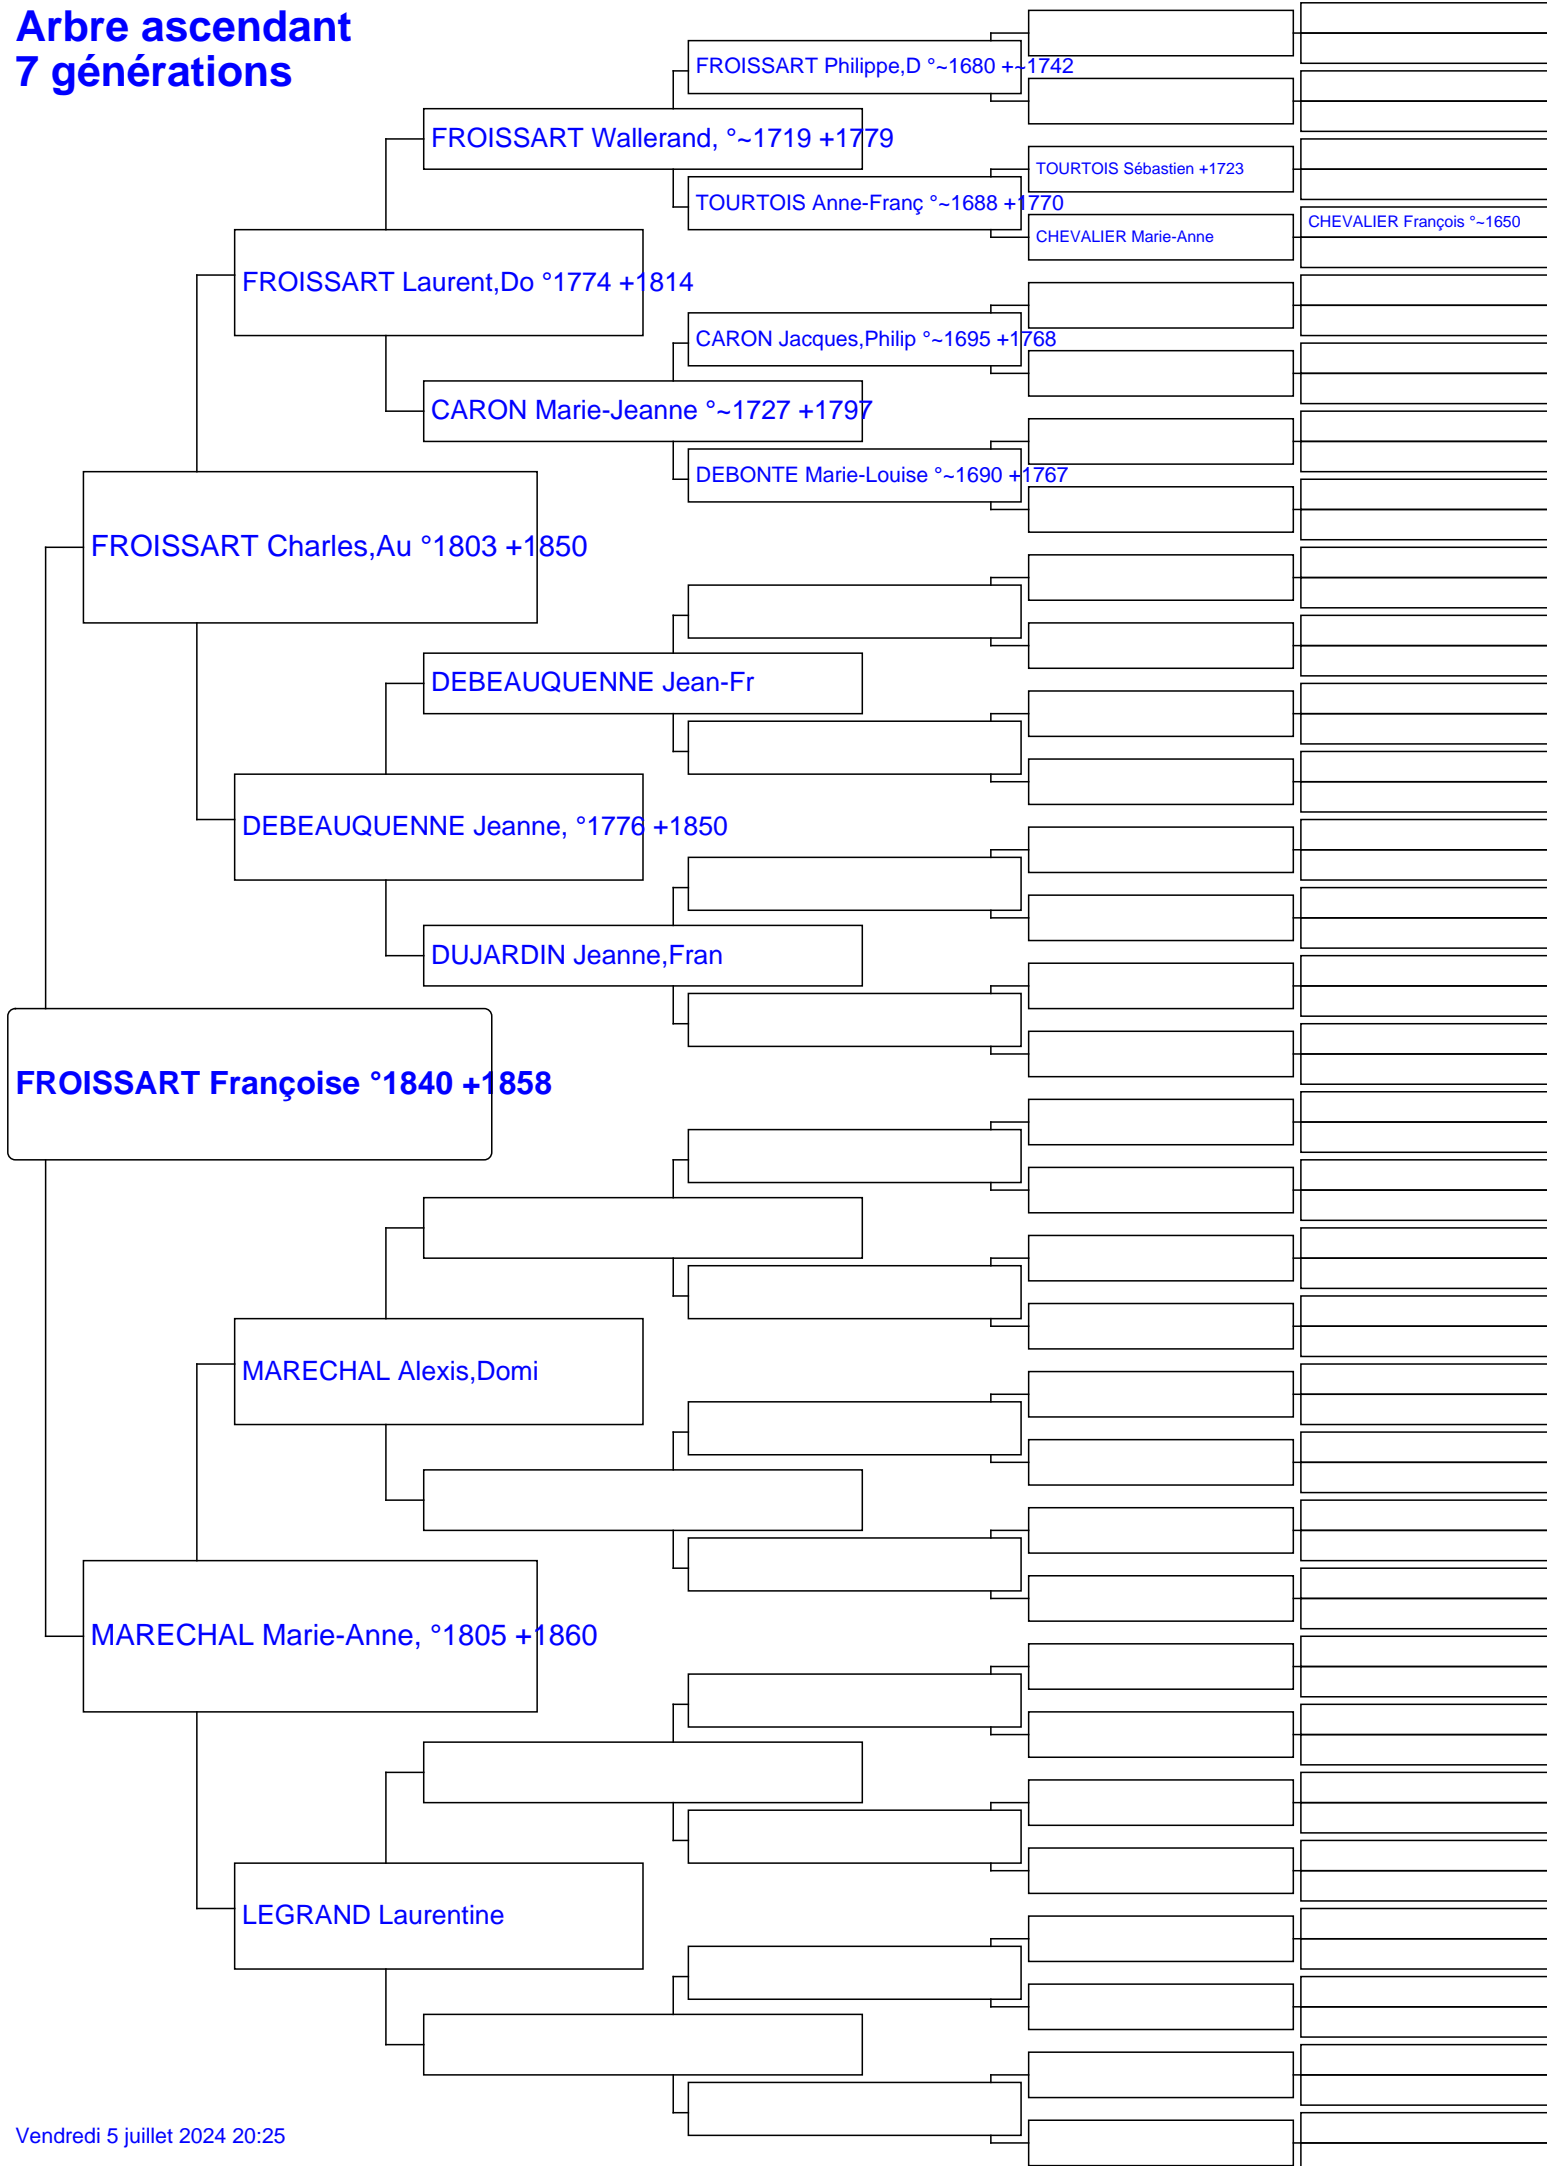 Arbre ascendant
7 générations
FROISSART Philippe,D °~1680 +~1742
FROISSART Wallerand, °~1719 +1779
TOURTOIS Sébastien +1723
TOURTOIS Anne-Franç °~1688 +1770
CHEVALIER François °~1650
CHEVALIER Marie-Anne
FROISSART Laurent,Do °1774 +1814
CARON Jacques,Philip °~1695 +1768
CARON Marie-Jeanne °~1727 +1797
DEBONTE Marie-Louise °~1690 +1767
FROISSART Charles,Au °1803 +1850
DEBEAUQUENNE Jean-Fr
DEBEAUQUENNE Jeanne, °1776 +1850
DUJARDIN Jeanne,Fran
FROISSART Françoise °1840 +1858
MARECHAL Alexis,Domi
MARECHAL Marie-Anne, °1805 +1860
LEGRAND Laurentine
Vendredi 5 juillet 2024 20:25